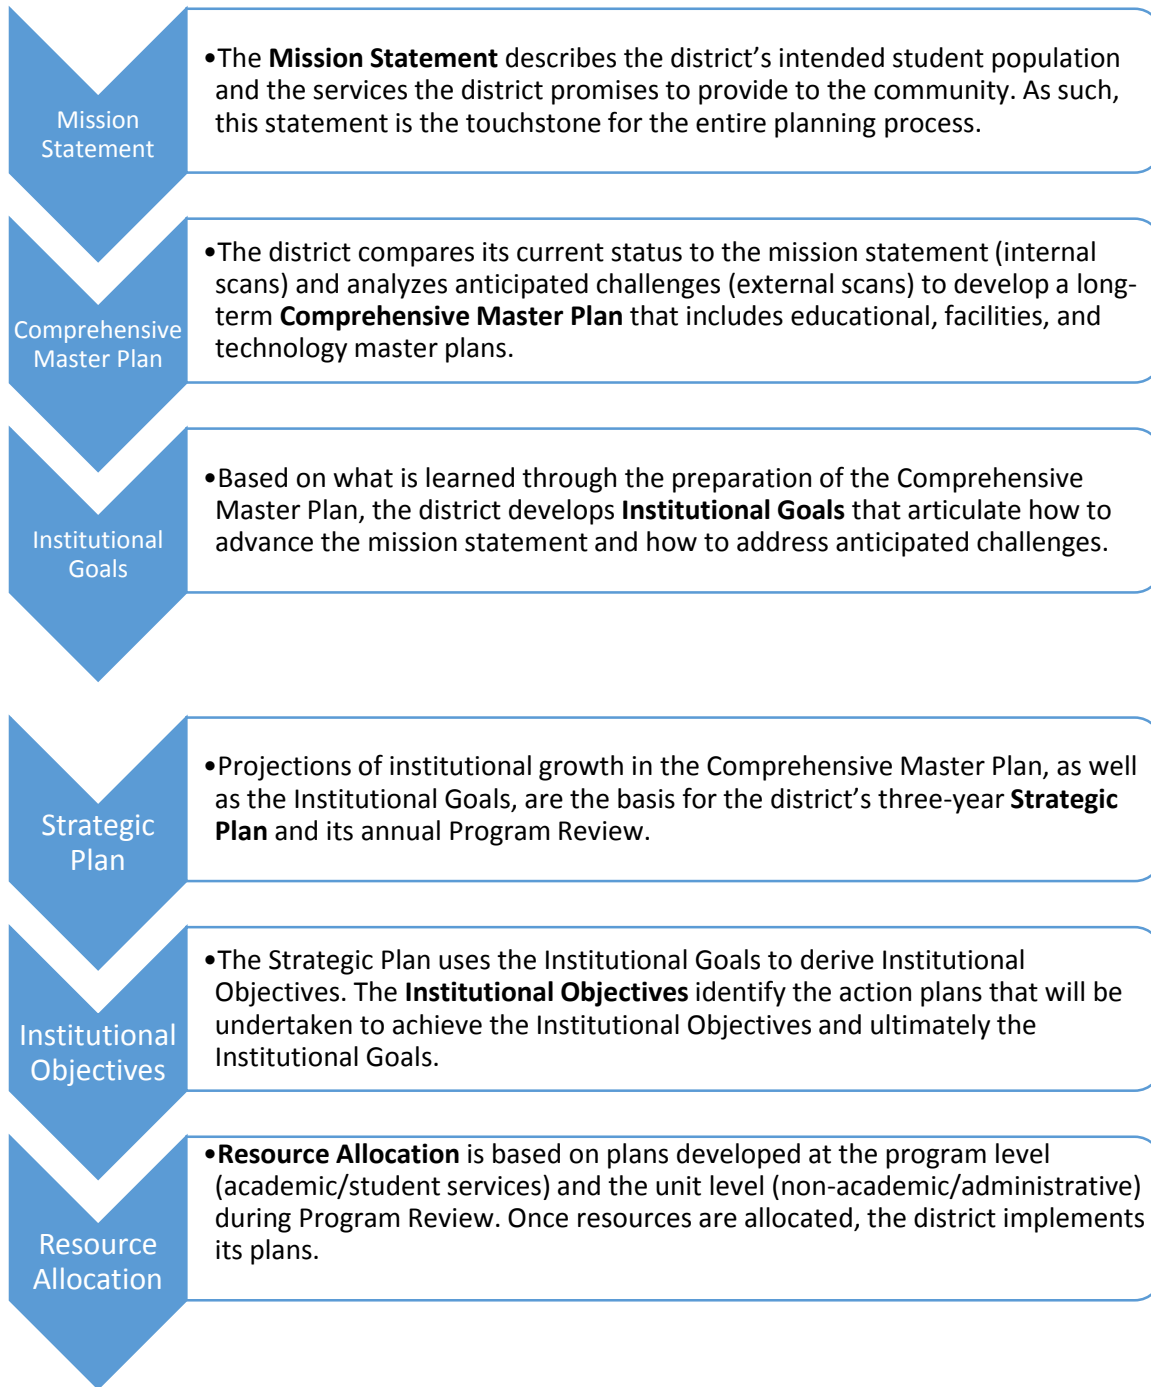 Mission
Statement
•The Mission Statement describes the district’s intended student population
and the services the district promises to provide to the community. As such,
this statement is the touchstone for the entire planning process.
Comprehensive
Master Plan
•The district compares its current status to the mission statement (internal
scans) and analyzes anticipated challenges (external scans) to develop a long-
term Comprehensive Master Plan that includes educational, facilities, and
technology master plans.
Institutional
Goals
•Based on what is learned through the preparation of the Comprehensive
Master Plan, the district develops Institutional Goals that articulate how to
advance the mission statement and how to address anticipated challenges.
Strategic
Plan
•Projections of institutional growth in the Comprehensive Master Plan, as well
as the Institutional Goals, are the basis for the district’s three-year Strategic
Plan and its annual Program Review.
Institutional
Objectives
•The Strategic Plan uses the Institutional Goals to derive Institutional
Objectives. The Institutional Objectives identify the action plans that will be
undertaken to achieve the Institutional Objectives and ultimately the
Institutional Goals.
Resource
Allocation
•Resource Allocation is based on plans developed at the program level
(academic/student services) and the unit level (non-academic/administrative)
during Program Review. Once resources are allocated, the district implements
its plans.